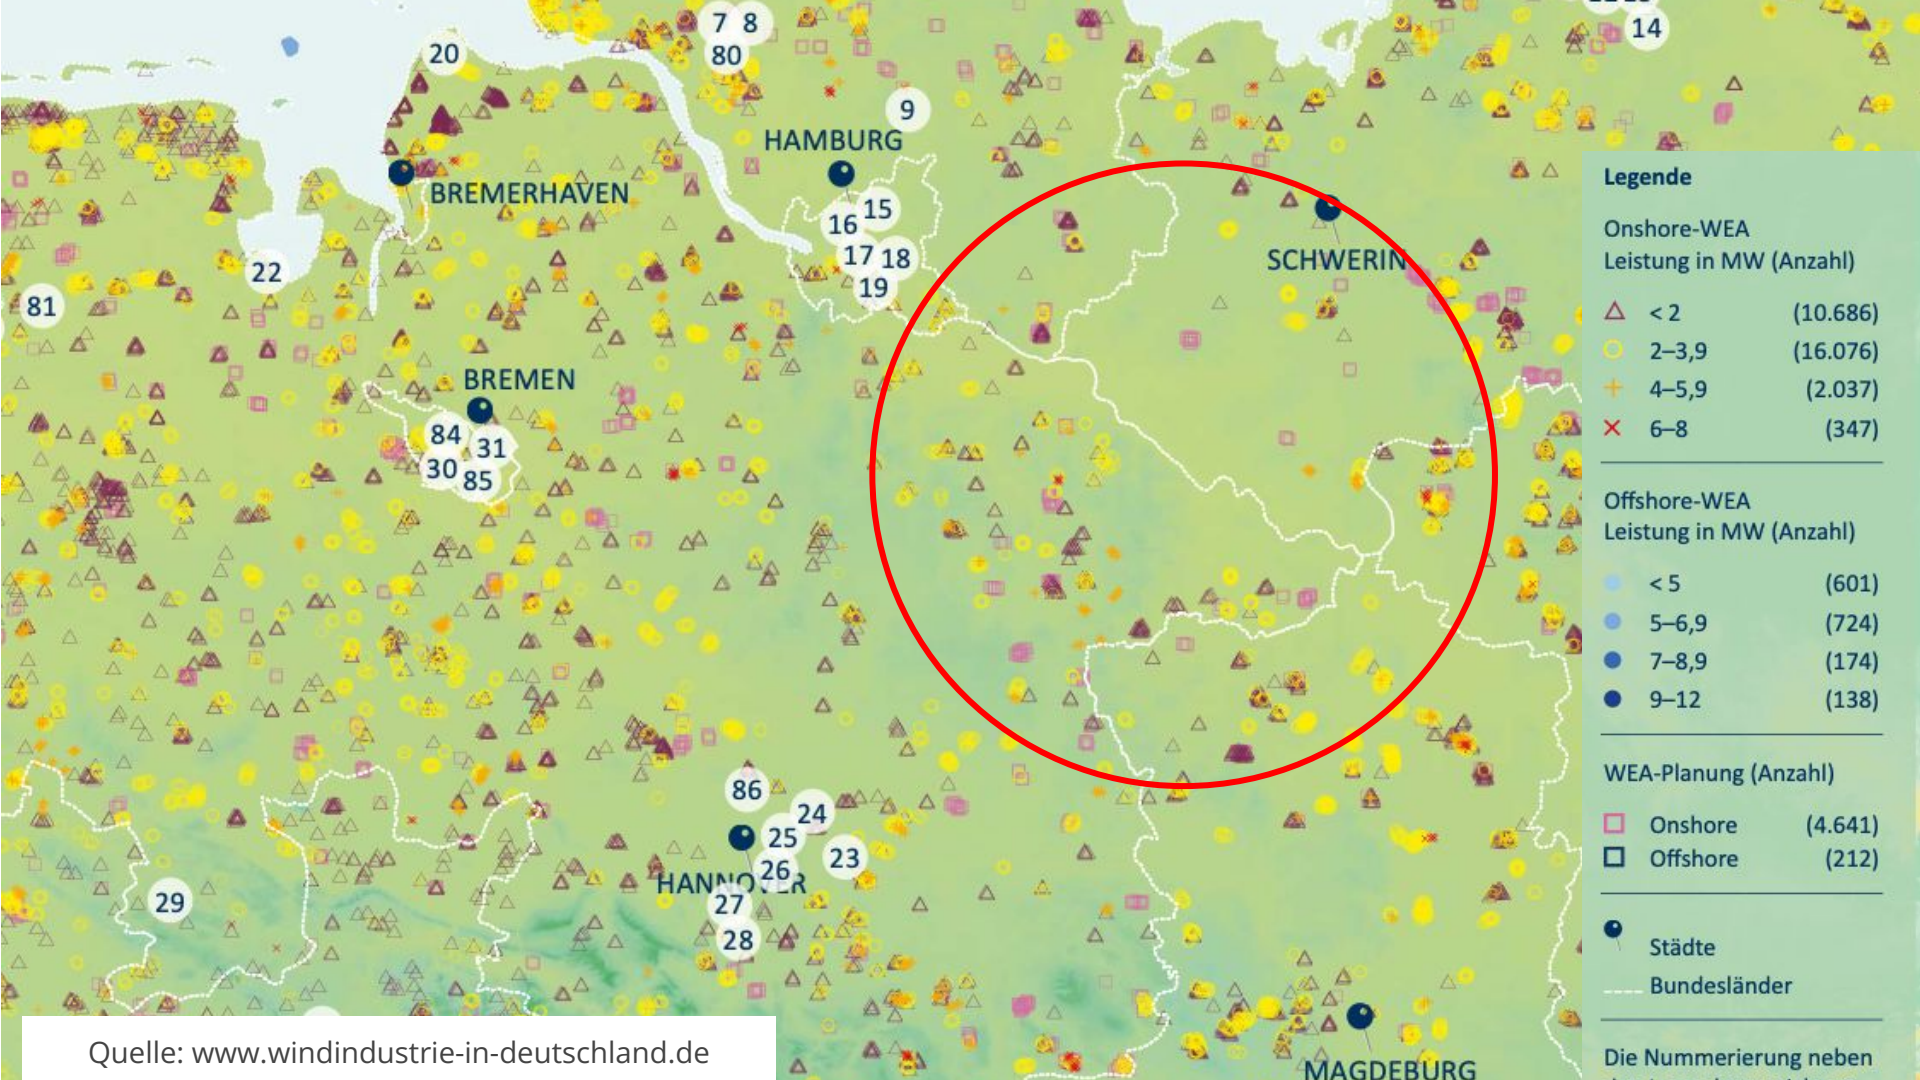 7 8
80
20
14
9
HAMBURG
BREMERHAVEN
15
16
17 18
19
SCHWERIN
22
81
BREMEN
84
31
30
85
86
24
25
23
26
HANNOVER
27
28
29
MAGDEBURG
Legende
Onshore-WEA
Leistung in MW (Anzahl)
< 2 (10.686)
2–3,9 (16.076)
4–5,9 (2.037)
6–8 (347)
Offshore-WEA
Leistung in MW (Anzahl)
< 5 (601)
5–6,9 (724)
7–8,9 (174)
9–12 (138)
WEA-Planung (Anzahl)
Onshore (4.641)
Offshore (212)
Städte
Bundesländer
Die Nummerierung neben
Quelle: www.windindustrie-in-deutschland.de